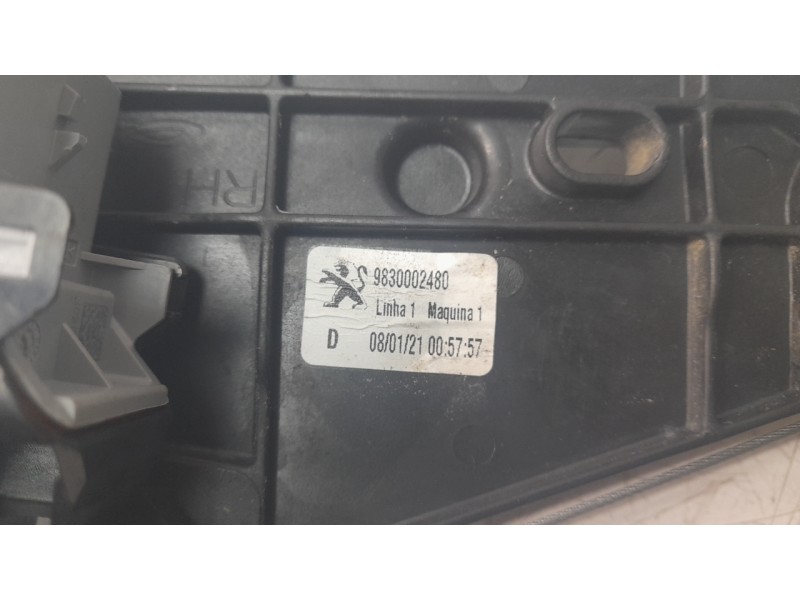 RH
9830002480
Linha 1 Maquina 1
D 08/01/21 00:57:57